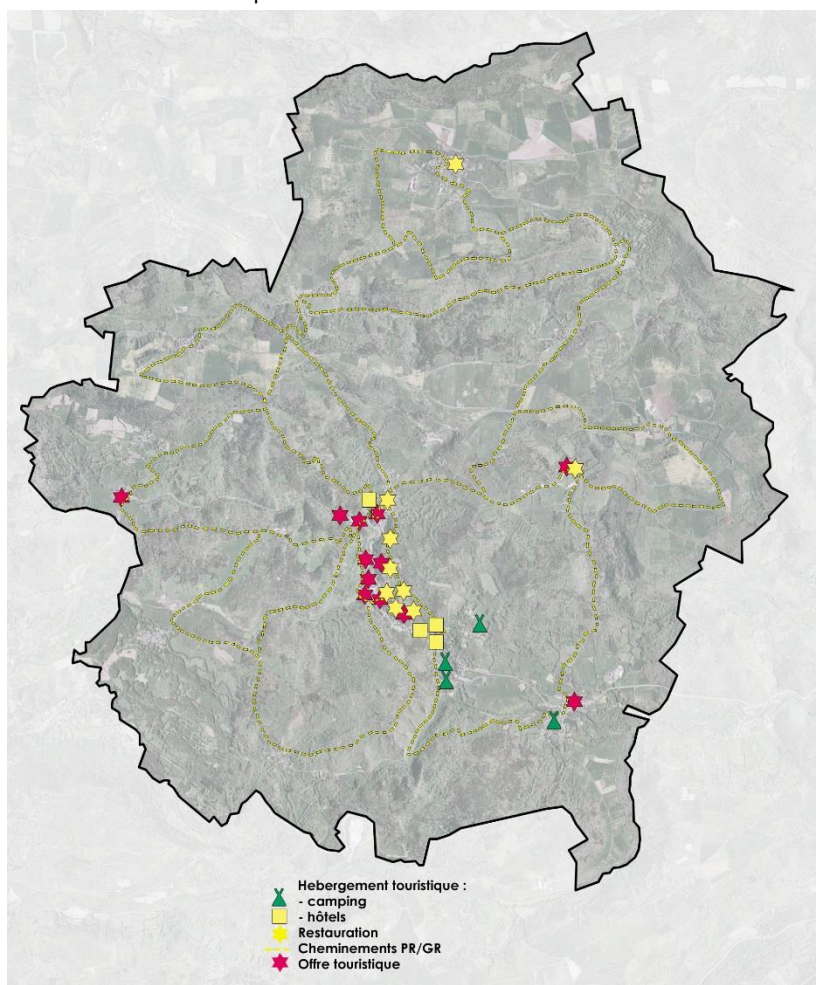 Hebergement touristique :
- camping
- hôtels
Restauration
Cheminements PR/GR
Offre touristique